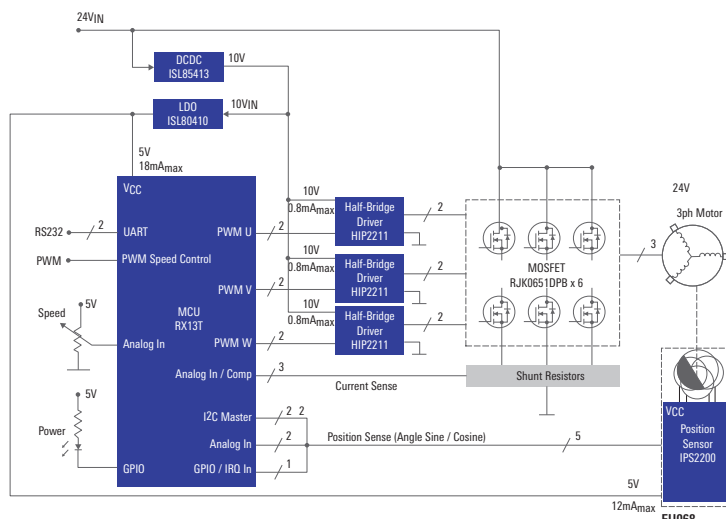 24VIN
DCDC
ISL85413
10V
LDO
ISL80410
10VIN
5V
18mAmax
VCC
RS232
2
UART
PWM
PWM Speed Control
5V
Speed
Analog In
5V
Power
GPIO
MCU
RX13T
PWM U
2
PWM V
2
PWM W
2
Analog In / Comp
3
Current Sense
I2C Master
2 2
Analog In
2
GPIO / IRQ In
1
Position Sense (Angle Sine / Cosine)
5
10V
0.8mAmax
Half-Bridge
Driver
HIP2211
2
10V
0.8mAmax
Half-Bridge
Driver
HIP2211
2
10V
0.8mAmax
Half-Bridge
Driver
HIP2211
2
MOSFET
RJK0651DPB x 6
Shunt Resistors
3
24V
3ph Motor
VCC
Position
Sensor
IPS2200
5V
12mAmax